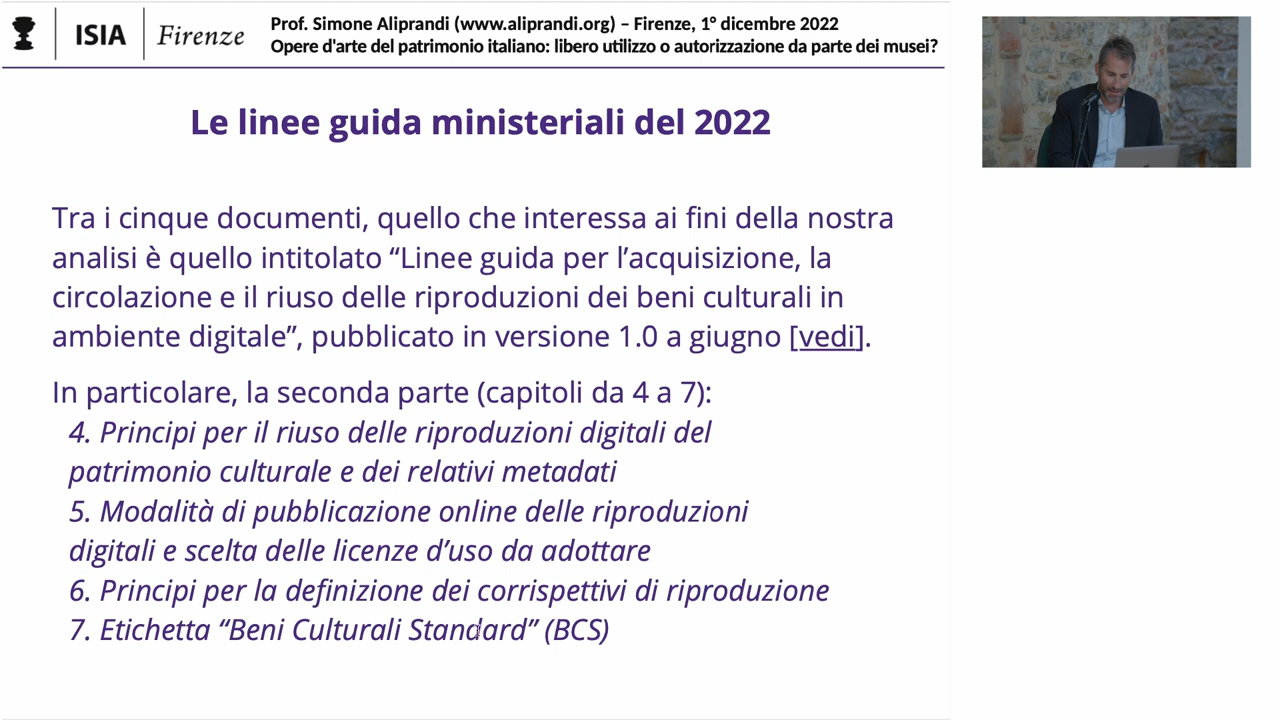 ISIA Firenze
Prof. Simone Aliprandi (www.aliprandi.org) – Firenze, 1° dicembre 2022
Opere d'arte del patrimonio italiano: libero utilizzo o autorizzazione da parte dei musei?
Le linee guida ministeriali del 2022
Tra i cinque documenti, quello che interessa ai fini della nostra
analisi è quello intitolato “Linee guida per l’acquisizione, la
circolazione e il riuso delle riproduzioni dei beni culturali in
ambiente digitale”, pubblicato in versione 1.0 a giugno [vedi].
In particolare, la seconda parte (capitoli da 4 a 7):
4. Principi per il riuso delle riproduzioni digitali del
patrimonio culturale e dei relativi metadati
5. Modalità di pubblicazione online delle riproduzioni
digitali e scelta delle licenze d’uso da adottare
6. Principi per la definizione dei corrispettivi di riproduzione
7. Etichetta “Beni Culturali Standard” (BCS)